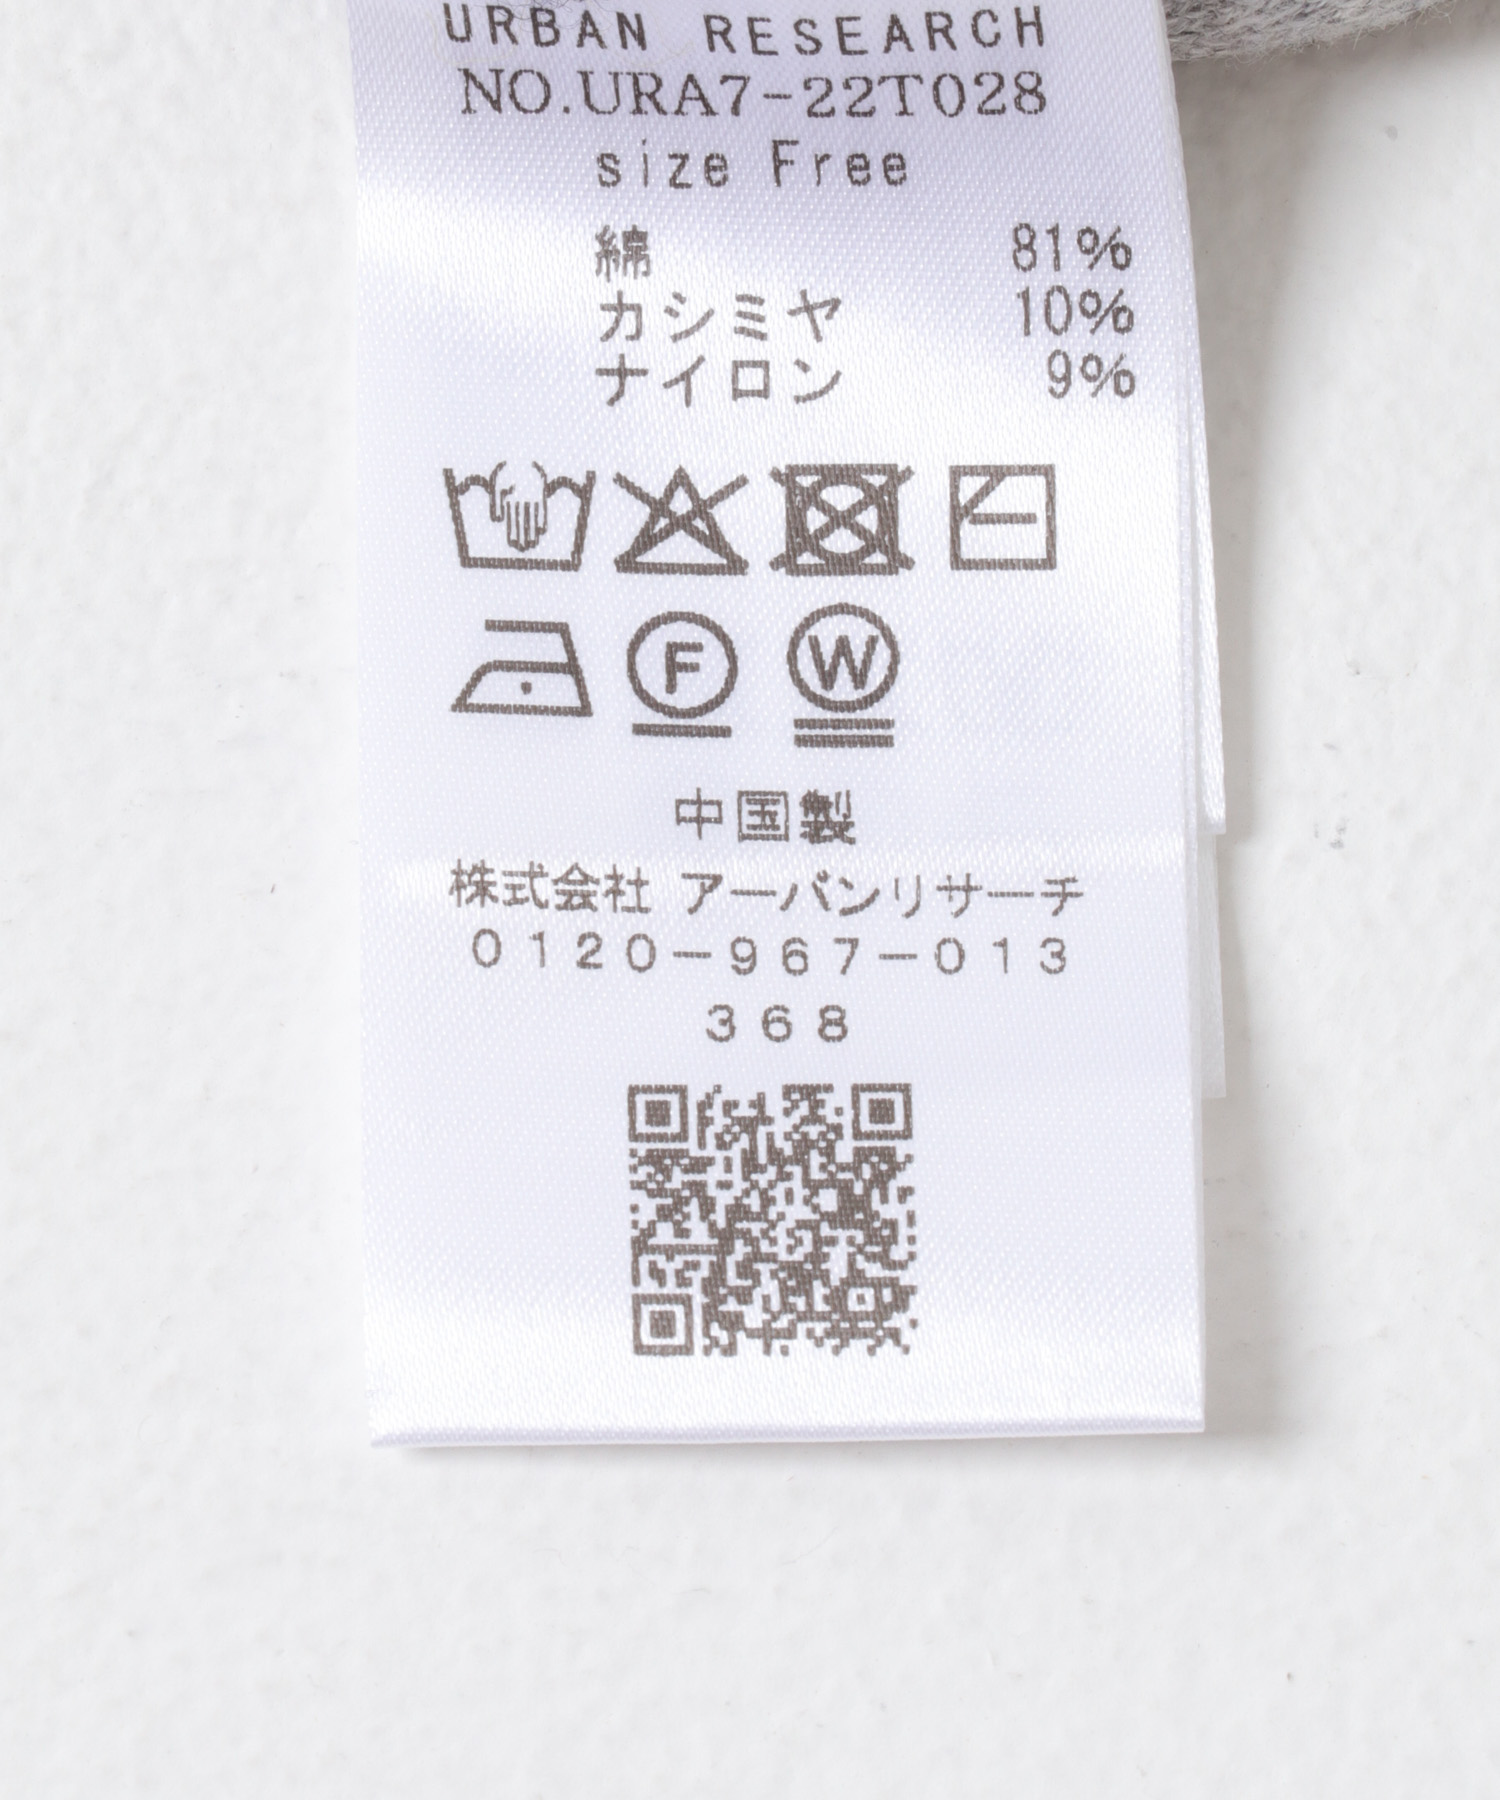 URBAN RESEARCH
NO.URA7-22T028
size Free
綿 81%
カシミヤ 10%
ナイロン 9%
F W
中国製
株式会社 アーバンリサーチ
0120-967-013
368